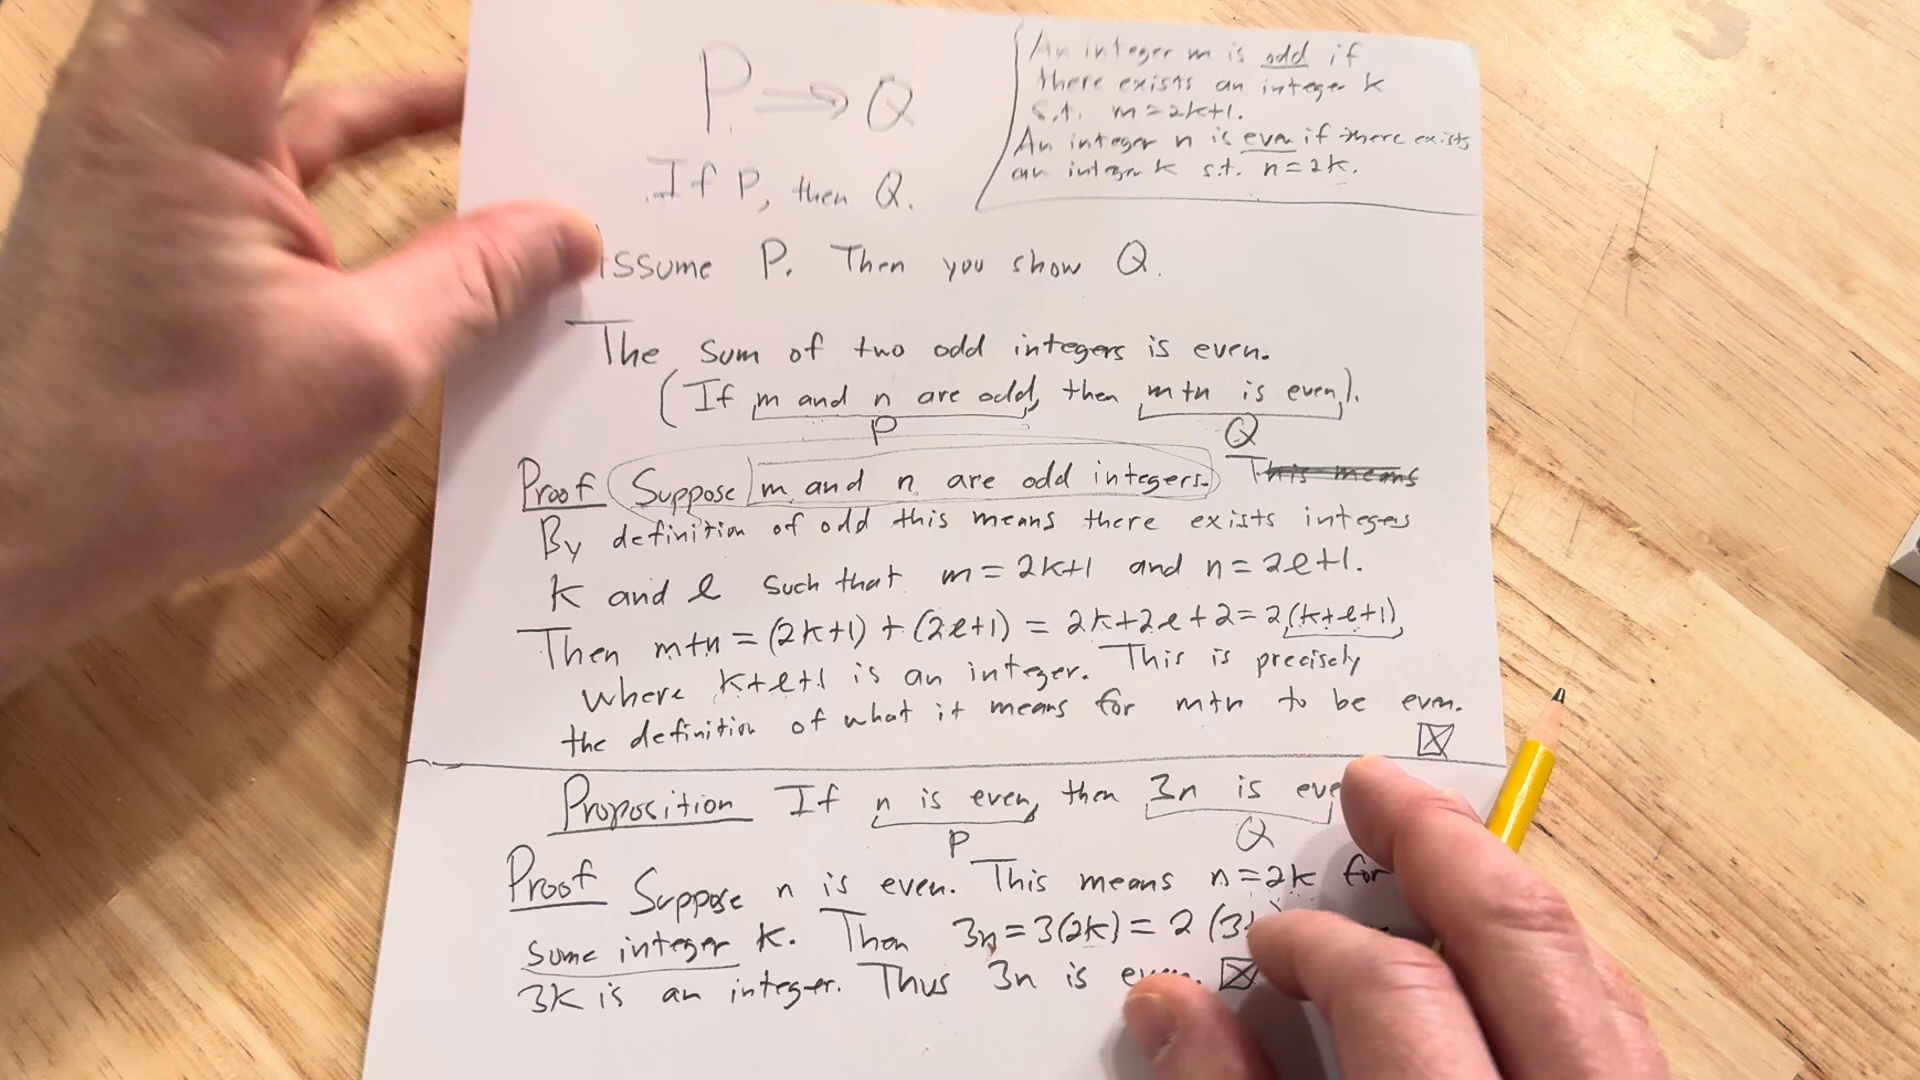 P ⇒ Q
If P, then Q.
An integer m is odd if
there exists an integer k
s.t. m=2k+1.
An integer n is even if there exists
an integer k s.t. n=2k.
ssume P. Then you show Q.
The sum of two odd integers is even.
(If m and n are odd, then m+n is even).
P Q
Proof Suppose m and n are odd integers. This means
By definition of odd this means there exists integers
k and ℓ such that m=2k+1 and n=2ℓ+1.
Then m+n = (2k+1) + (2ℓ+1) = 2k+2ℓ+2=2(k+ℓ+1),
where k+ℓ+1 is an integer. This is precisely
the definition of what it means for m+n to be even.
Proposition If n is even, then 3n is eve
P Q
Proof Suppose n is even. This means n=2k for
some integer k. Then 3n=3(2k)=2(3
3k is an integer. Thus 3n is even.